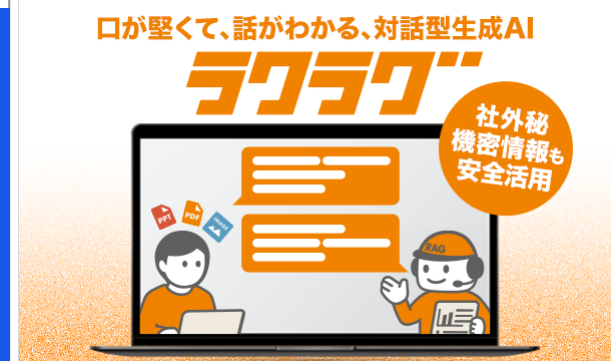 口が堅くて、話がわかる、対話型生成AI
ラクラグ
社外秘
機密情報も
安全活用
PPT
PDF
IMAGE
RAG